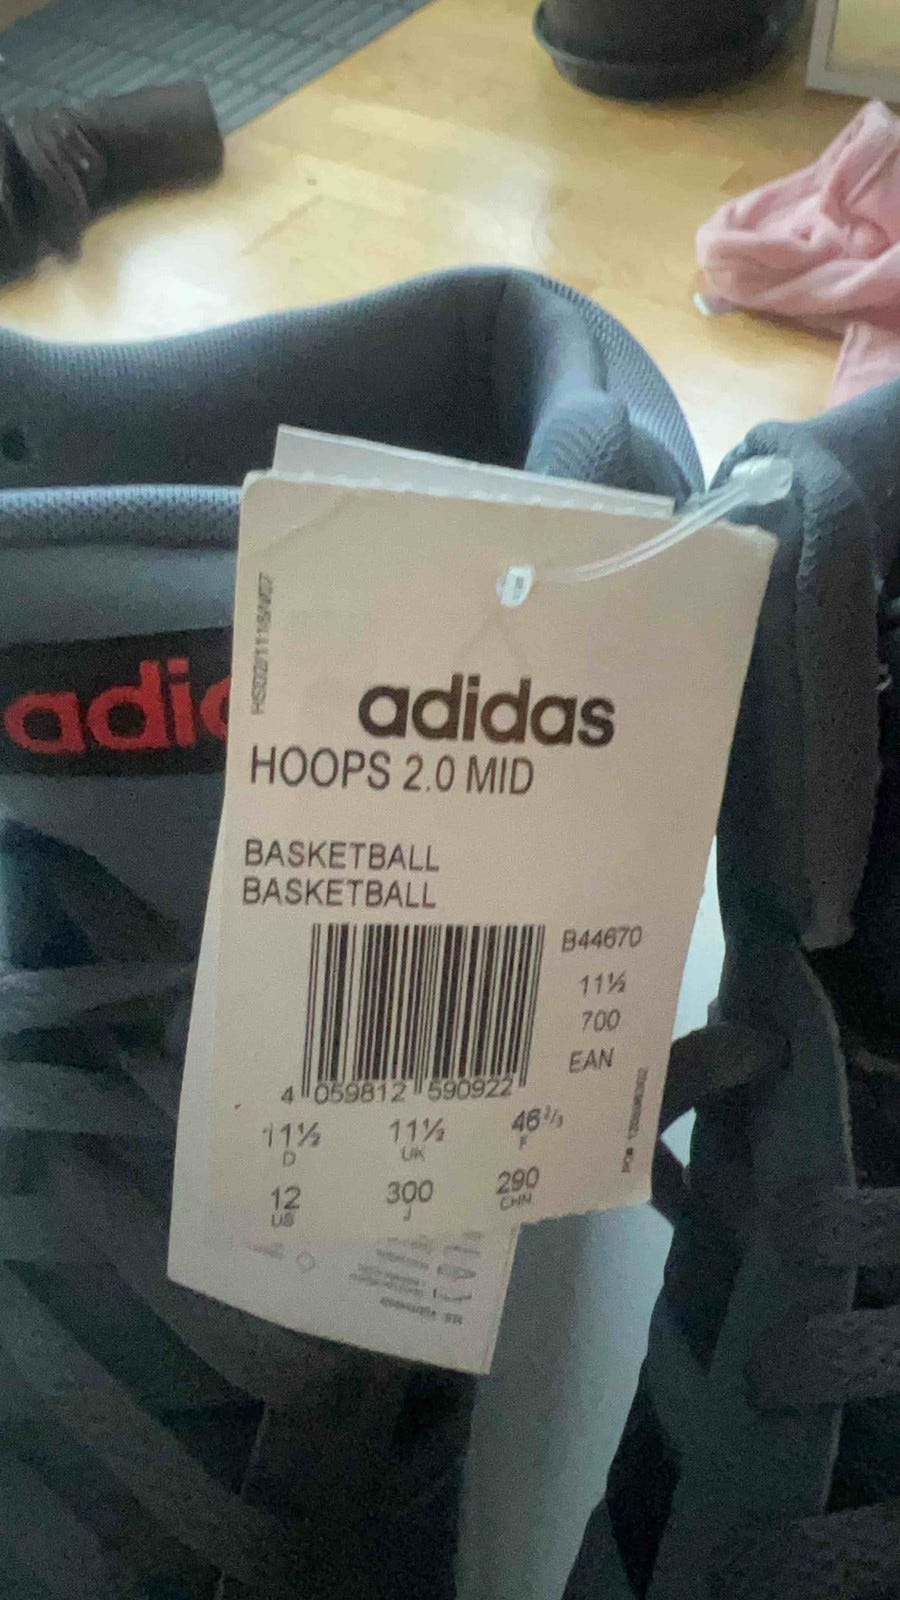 adi
adidas
HOOPS 2.0 MID
BASKETBALL
BASKETBALL
B44670
11½
700
EAN
4 059812 590922
11½ 11½ 46⅔
D UK F
12 300 290
US J CHN